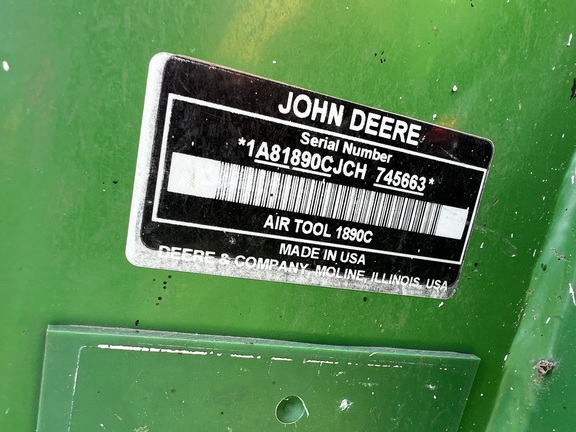 JOHN DEERE
Serial Number
*1A81890CJCH 745663*
AIR TOOL 1890C
MADE IN USA
DEERE & COMPANY, MOLINE, ILLINOIS, USA